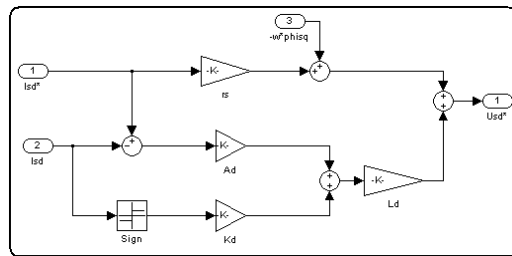 3
-w*phisq
1
Isd*
-K-
rs
1
Usd*
2
Isd
K-
Ad
-K-
Ld
Sign
K-
Kd